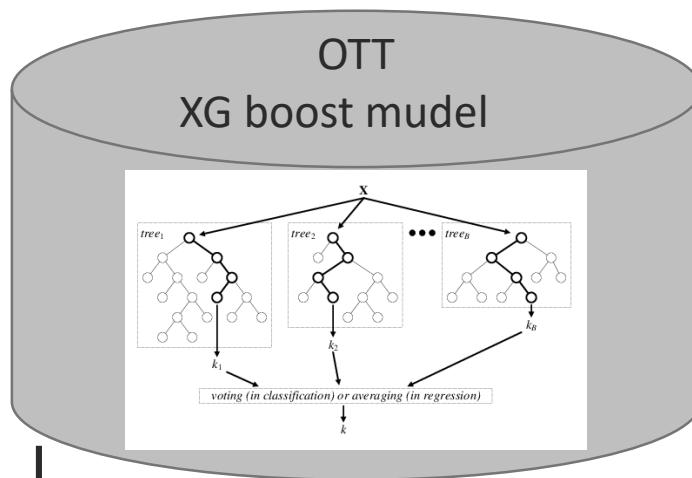 OTT
XG boost mudel
X
tree1
tree2
treeB
k1
k2
kB
voting (in classification) or averaging (in regression)
k